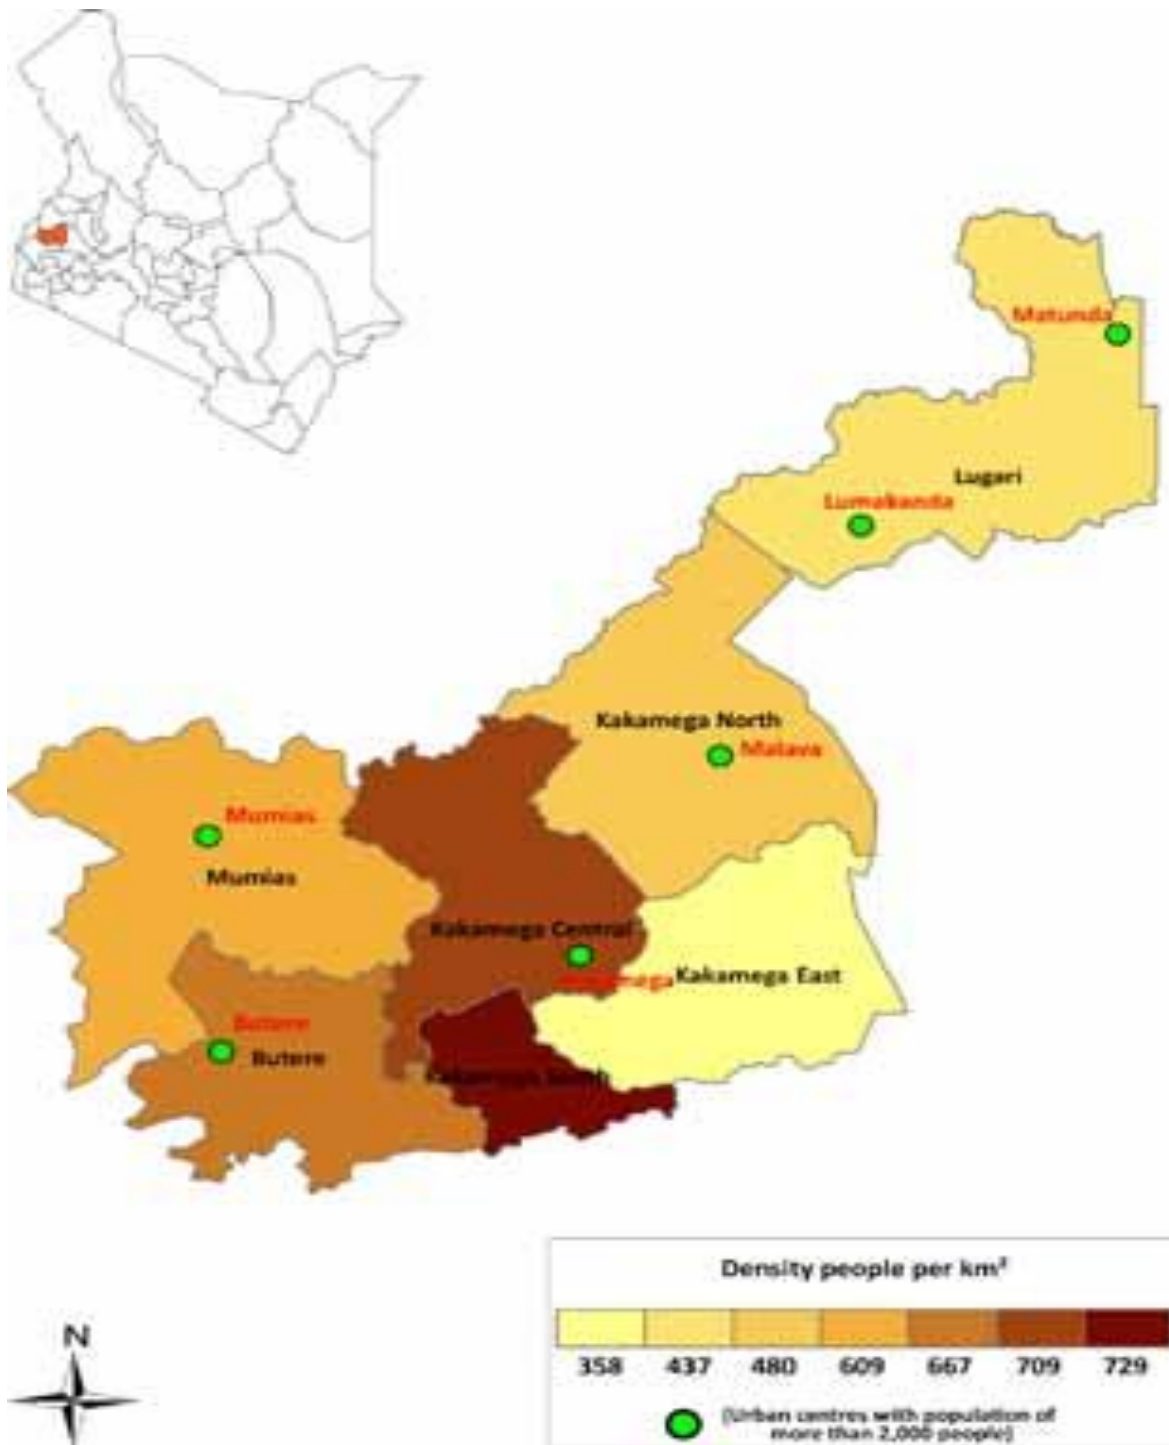 Matunda
Lugari
Lumakanda
Kakamega North
Malava
Mumias
Mumias
Kakamega Central
Kakamega East
Butere
Butere
Density people per km²
358 437 480 609 667 709 729
N
(Urban centres with population of
more than 2,000 people)